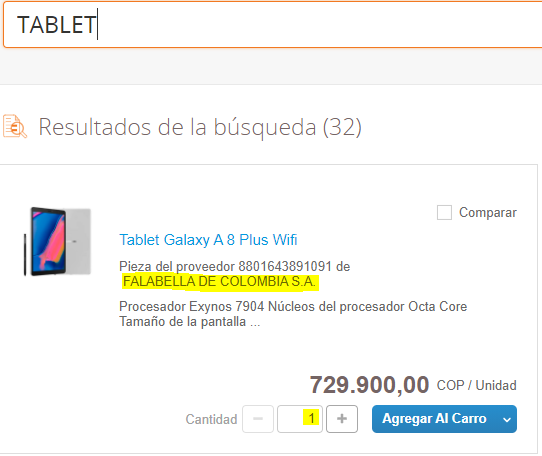 TABLET
Resultados de la búsqueda (32)
Comparar
Tablet Galaxy A 8 Plus Wifi
Pieza del proveedor 8801643891091 de
FALABELLA DE COLOMBIA S.A.
Procesador Exynos 7904 Núcleos del procesador Octa Core
Tamaño de la pantalla ...
729.900,00 COP / Unidad
Cantidad − 1 + Agregar Al Carro